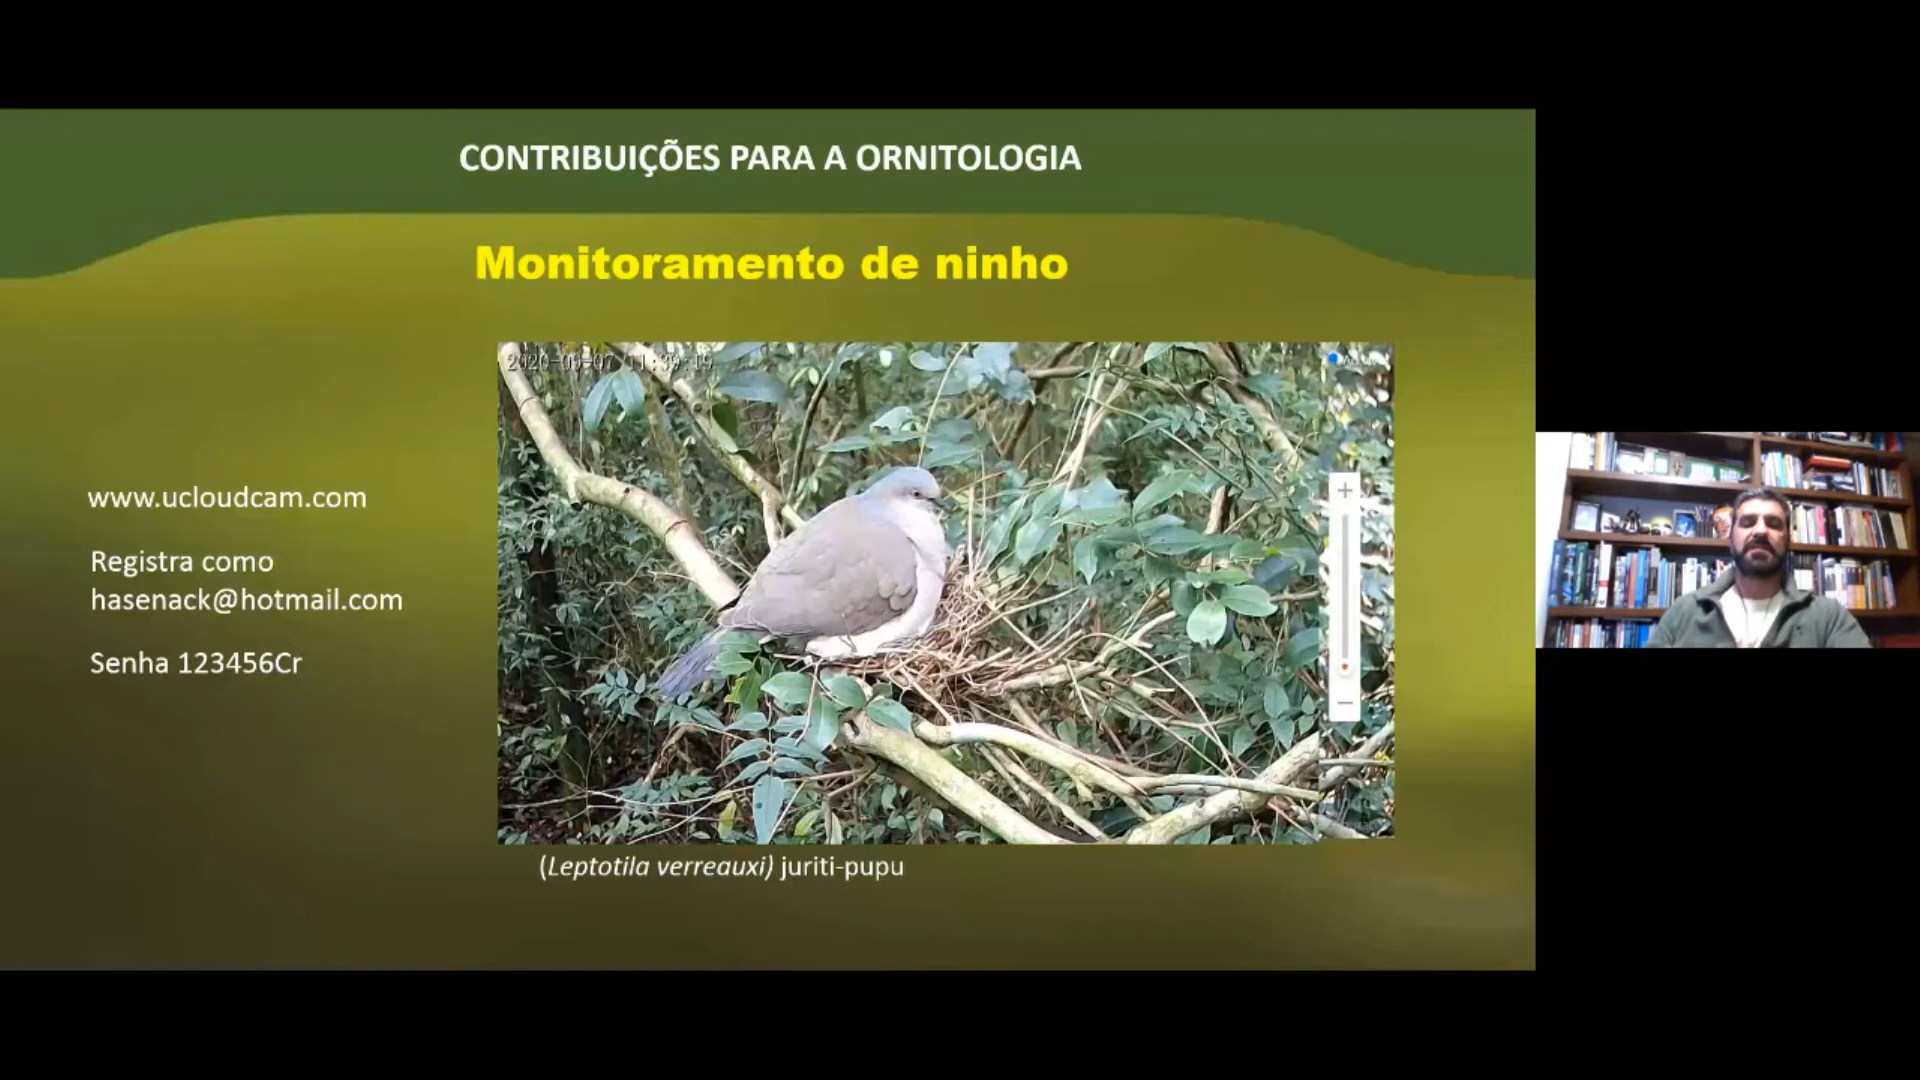 CONTRIBUIÇÕES PARA A ORNITOLOGIA
Monitoramento de ninho
www.ucloudcam.com
Registra como
hasenack@hotmail.com
Senha 123456Cr
(Leptotila verreauxi) juriti-pupu